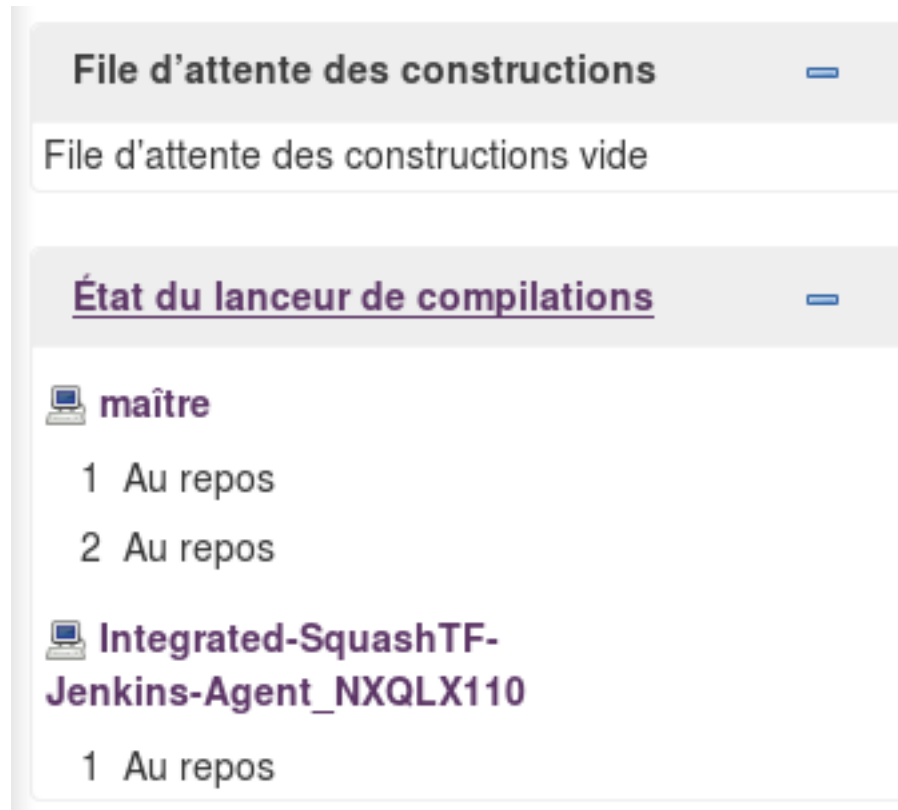 File d’attente des constructions
File d’attente des constructions vide
État du lanceur de compilations
maître
1 Au repos
2 Au repos
Integrated-SquashTF-
Jenkins-Agent_NXQLX110
1 Au repos